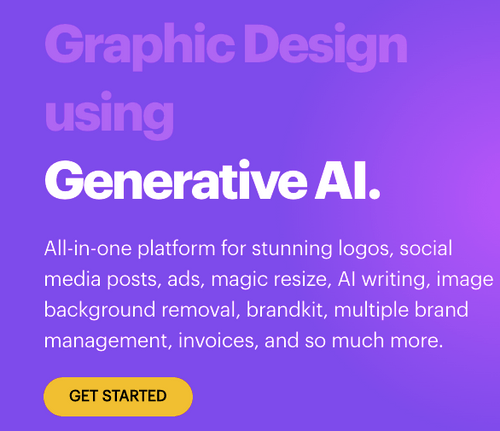 Graphic Design
using
Generative AI.
All-in-one platform for stunning logos, social
media posts, ads, magic resize, AI writing, image
background removal, brandkit, multiple brand
management, invoices, and so much more.
GET STARTED